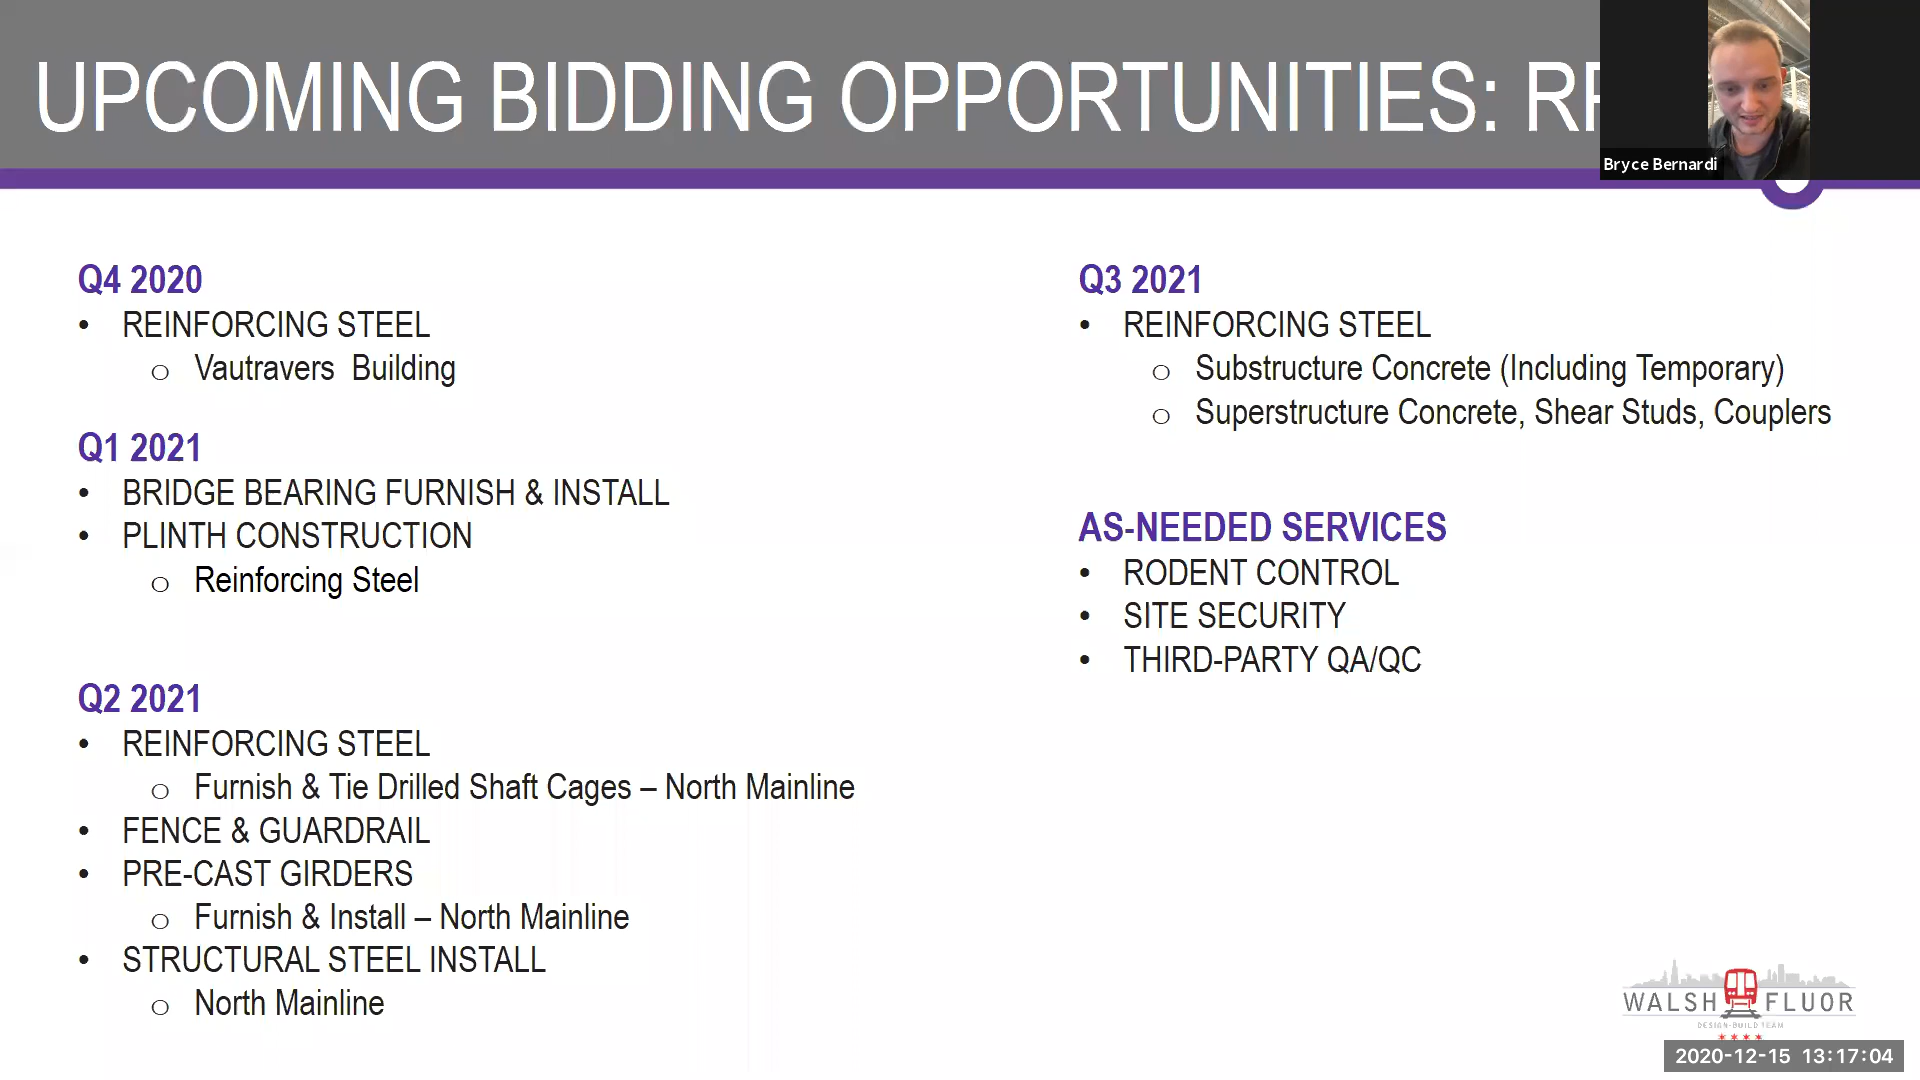 UPCOMING BIDDING OPPORTUNITIES:
Bryce Bernardi
Q4 2020
• REINFORCING STEEL
o Vautravers Building
Q1 2021
• BRIDGE BEARING FURNISH & INSTALL
• PLINTH CONSTRUCTION
o Reinforcing Steel
Q2 2021
• REINFORCING STEEL
o Furnish & Tie Drilled Shaft Cages – North Mainline
• FENCE & GUARDRAIL
• PRE-CAST GIRDERS
o Furnish & Install – North Mainline
• STRUCTURAL STEEL INSTALL
o North Mainline
Q3 2021
• REINFORCING STEEL
o Substructure Concrete (Including Temporary)
o Superstructure Concrete, Shear Studs, Couplers
AS-NEEDED SERVICES
• RODENT CONTROL
• SITE SECURITY
• THIRD-PARTY QA/QC
WALSH FLUOR
DESIGN-BUILD TEAM
2020-12-15 13:17:04